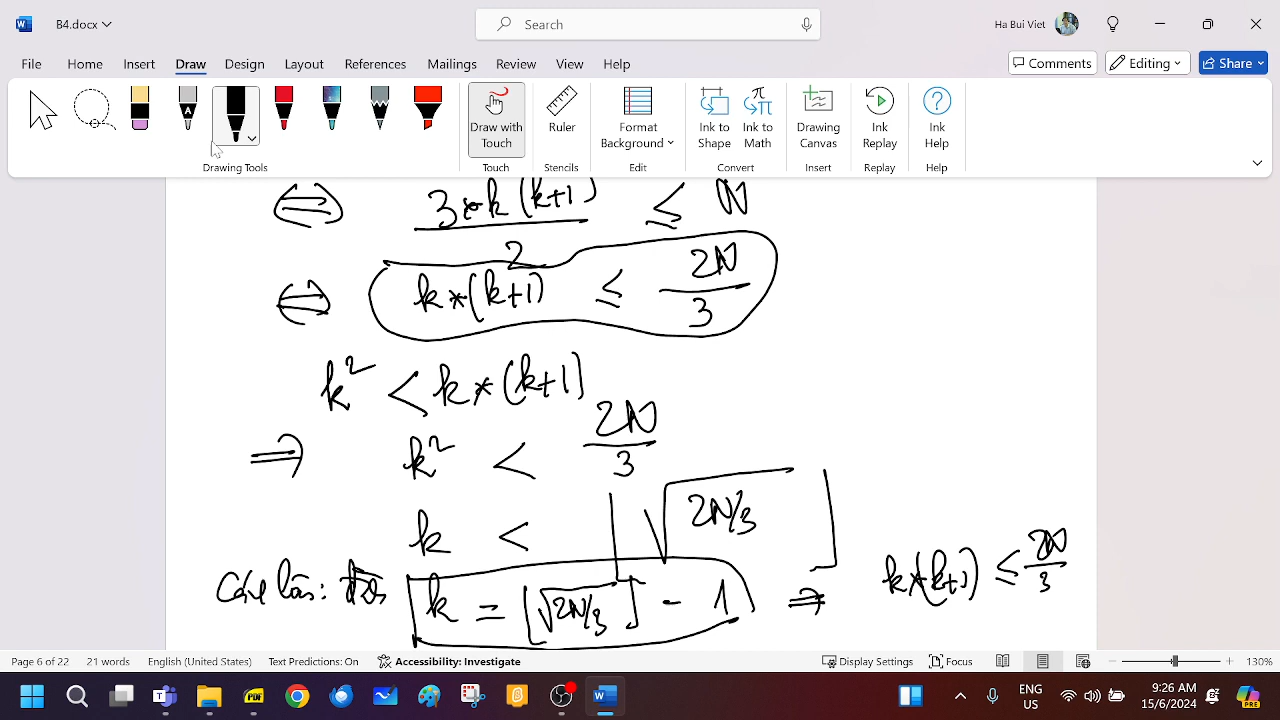 B4.docx
Search
Ha Bui Viet
File Home Insert Draw Design Layout References Mailings Review View Help
Comments Editing Share
Draw with Touch
Ruler
Format Background
Ink to Shape
Ink to Math
Drawing Canvas
Ink Replay
Ink Help
Drawing Tools Touch Stencils Edit Convert Insert Replay Help
⇔ 3*k(k+1)/2 ≤ N
⇔ k*(k+1) ≤ 2N/3
k² < k*(k+1)
⇒ k² < 2N/3
k < ⌊√2N/3⌋
k = ⌊√2N/3⌋ - 1 ⇒ k*(k+1) ≤ 2N/3
Page 6 of 22 21 words English (United States) Text Predictions: On Accessibility: Investigate Display Settings Focus 130%
ENG US 9:26 AM 15/6/2024
PRE